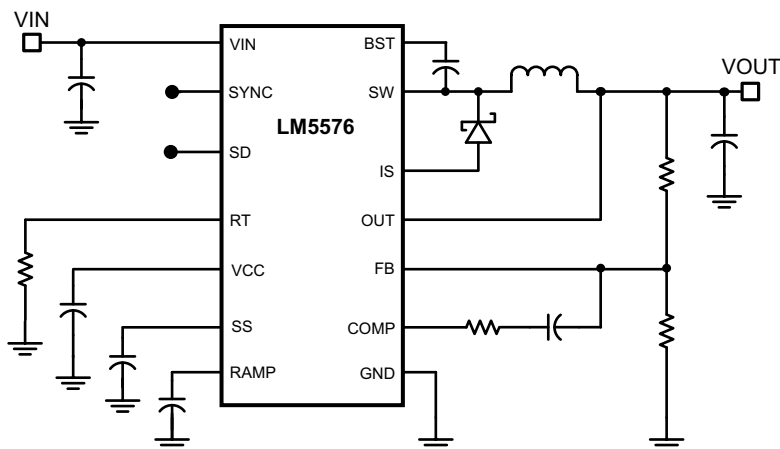 VIN
VOUT
LM5576
VIN
SYNC
SD
RT
VCC
SS
RAMP
BST
SW
IS
OUT
FB
COMP
GND